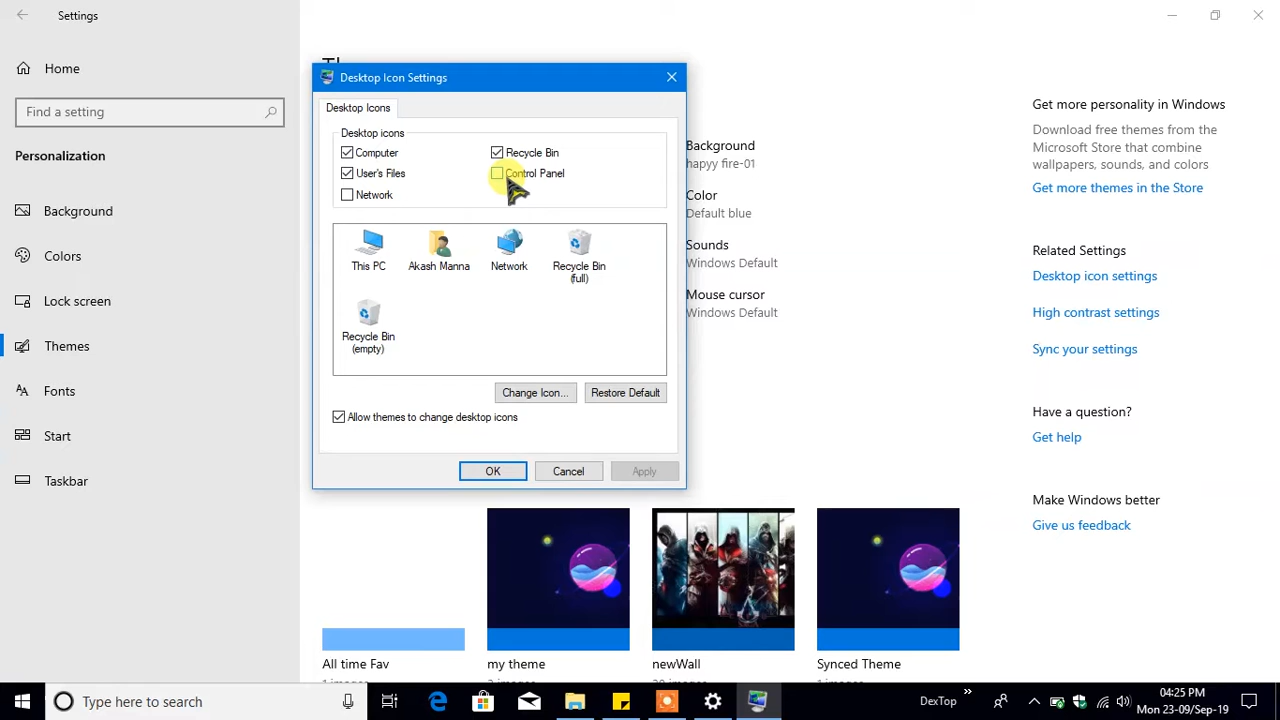 Settings
Home
Find a setting
Personalization
Background
Colors
Lock screen
Themes
Fonts
Start
Taskbar
Desktop Icon Settings
Desktop Icons
Desktop icons
Computer
Recycle Bin
User's Files
Control Panel
Network
This PC
Akash Manna
Network
Recycle Bin
(full)
Recycle Bin
(empty)
Change Icon...
Restore Default
Allow themes to change desktop icons
OK
Cancel
Apply
Background
hapyy fire-01
Color
Default blue
Sounds
Windows Default
Mouse cursor
Windows Default
All time Fav
my theme
newWall
Synced Theme
Get more personality in Windows
Download free themes from the
Microsoft Store that combine
wallpapers, sounds, and colors
Get more themes in the Store
Related Settings
Desktop icon settings
High contrast settings
Sync your settings
Have a question?
Get help
Make Windows better
Give us feedback
Type here to search
DexTop
04:25 PM
Mon 23-09/Sep-19